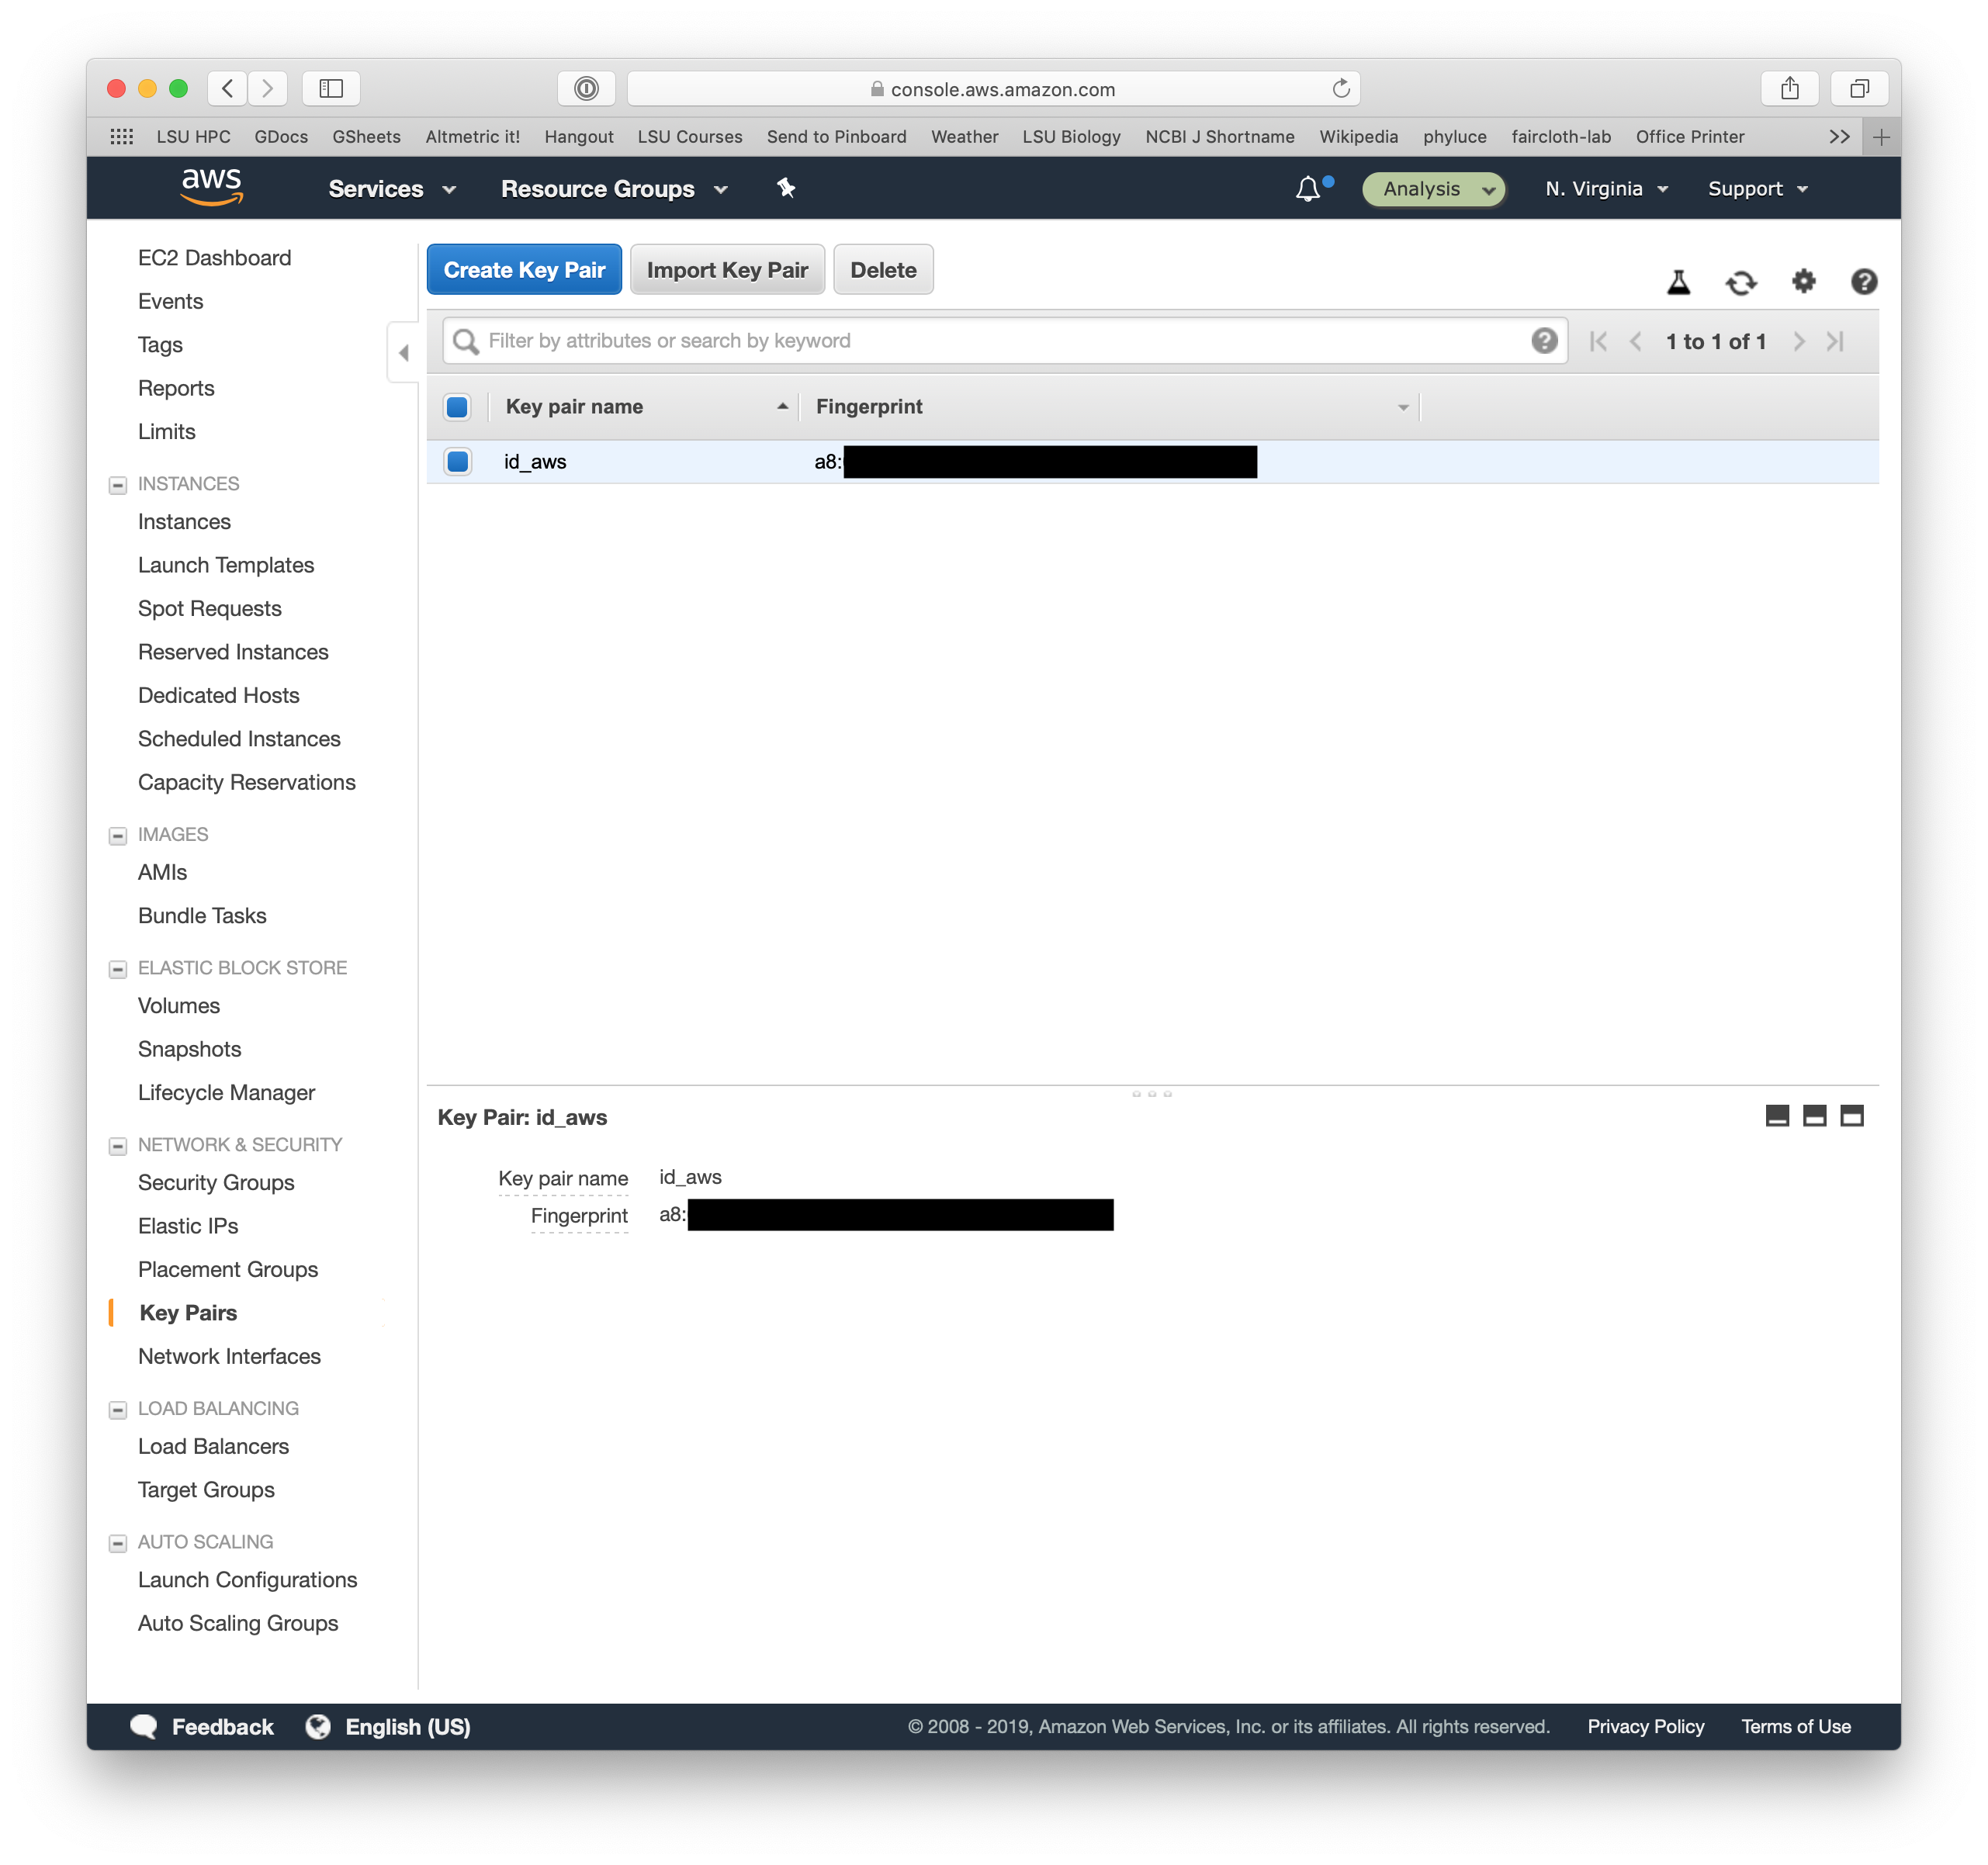 console.aws.amazon.com
LSU HPC GDocs GSheets Altmetric it! Hangout LSU Courses Send to Pinboard Weather LSU Biology NCBI J Shortname Wikipedia phyluce faircloth-lab Office Printer
aws Services Resource Groups Analysis N. Virginia Support
EC2 Dashboard
Events
Tags
Reports
Limits
INSTANCES
Instances
Launch Templates
Spot Requests
Reserved Instances
Dedicated Hosts
Scheduled Instances
Capacity Reservations
IMAGES
AMIs
Bundle Tasks
ELASTIC BLOCK STORE
Volumes
Snapshots
Lifecycle Manager
NETWORK & SECURITY
Security Groups
Elastic IPs
Placement Groups
Key Pairs
Network Interfaces
LOAD BALANCING
Load Balancers
Target Groups
AUTO SCALING
Launch Configurations
Auto Scaling Groups
Create Key Pair Import Key Pair Delete
Filter by attributes or search by keyword 1 to 1 of 1
Key pair name Fingerprint
id_aws a8:
Key Pair: id_aws
Key pair name id_aws
Fingerprint a8:
Feedback English (US) © 2008 - 2019, Amazon Web Services, Inc. or its affiliates. All rights reserved. Privacy Policy Terms of Use